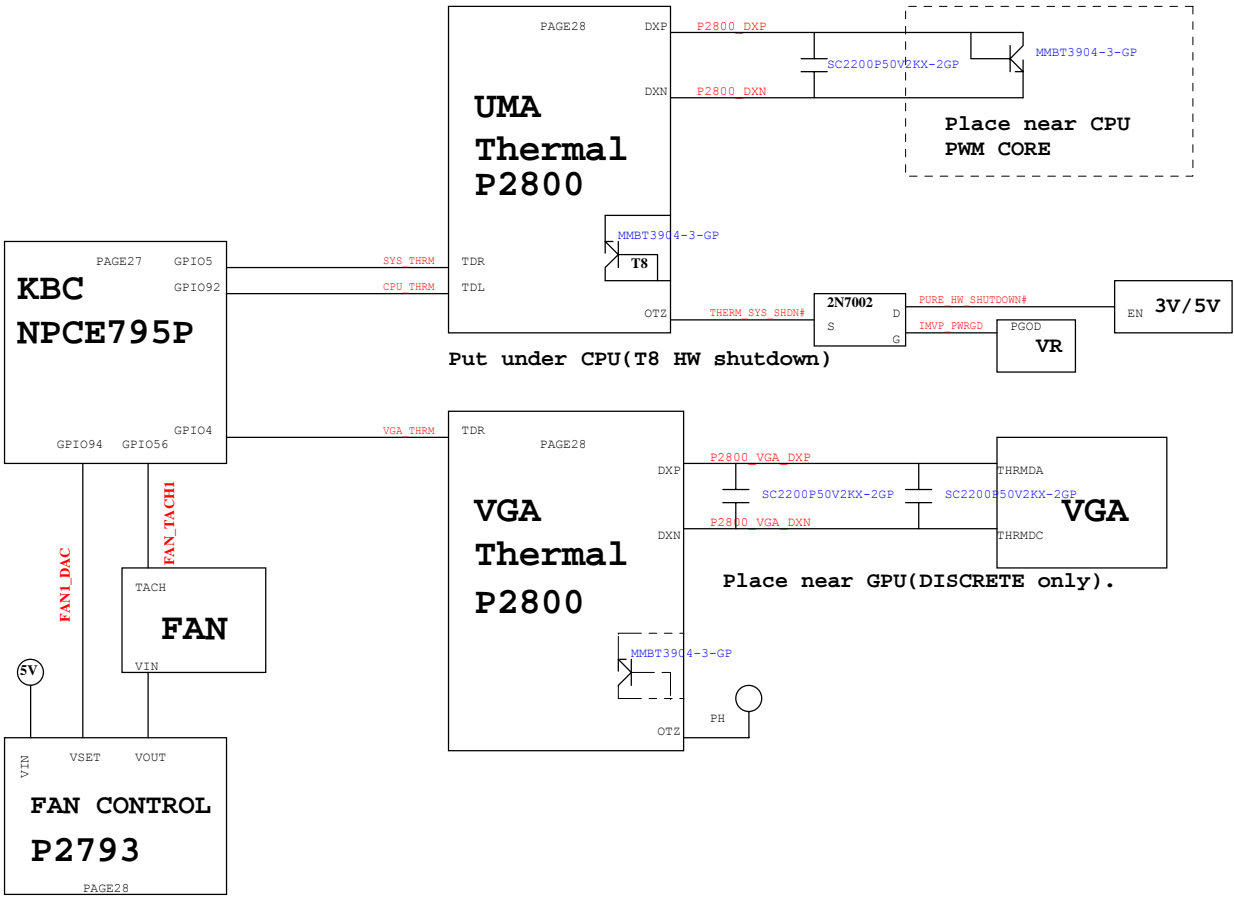 PAGE28
DXP
P2800_DXP
SC2200P50V2KX-2GP
MMBT3904-3-GP
DXN
P2800_DXN
UMA
Thermal
P2800
Place near CPU
PWM CORE
MMBT3904-3-GP
T8
TDR
TDL
OTZ
THERM_SYS_SHDN#
2N7002
S
D
G
PURE_HW_SHUTDOWN#
IMVP_PWRGD
EN
3V/5V
PGOD
VR
Put under CPU(T8 HW shutdown)
PAGE27
GPIO5
SYS_THRM
GPIO92
CPU_THRM
KBC
NPCE795P
GPIO4
VGA_THRM
GPIO94
GPIO56
TDR
PAGE28
DXP
P2800_VGA_DXP
SC2200P50V2KX-2GP
SC2200P50V2KX-2GP
THRMDA
VGA
THRMDC
DXN
P2800_VGA_DXN
VGA
Thermal
P2800
Place near GPU(DISCRETE only).
MMBT3904-3-GP
OTZ
PH
FAN1_DAC
FAN_TACH1
TACH
FAN
VIN
5V
VIN
VSET
VOUT
FAN CONTROL
P2793
PAGE28